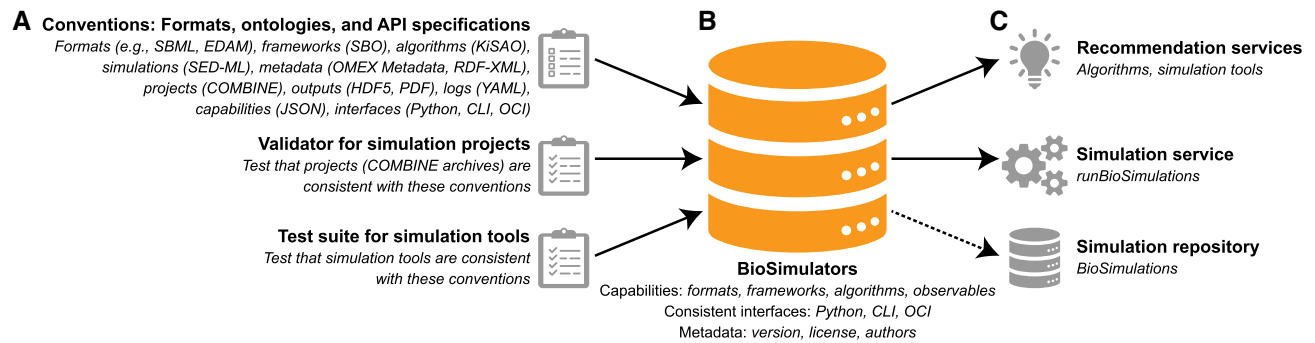 A
Conventions: Formats, ontologies, and API specifications
Formats (e.g., SBML, EDAM), frameworks (SBO), algorithms (KiSAO),
simulations (SED-ML), metadata (OMEX Metadata, RDF-XML),
projects (COMBINE), outputs (HDF5, PDF), logs (YAML),
capabilities (JSON), interfaces (Python, CLI, OCI)
Validator for simulation projects
Test that projects (COMBINE archives) are
consistent with these conventions
Test suite for simulation tools
Test that simulation tools are consistent
with these conventions
B
BioSimulators
Capabilities: formats, frameworks, algorithms, observables
Consistent interfaces: Python, CLI, OCI
Metadata: version, license, authors
C
Recommendation services
Algorithms, simulation tools
Simulation service
runBioSimulations
Simulation repository
BioSimulations